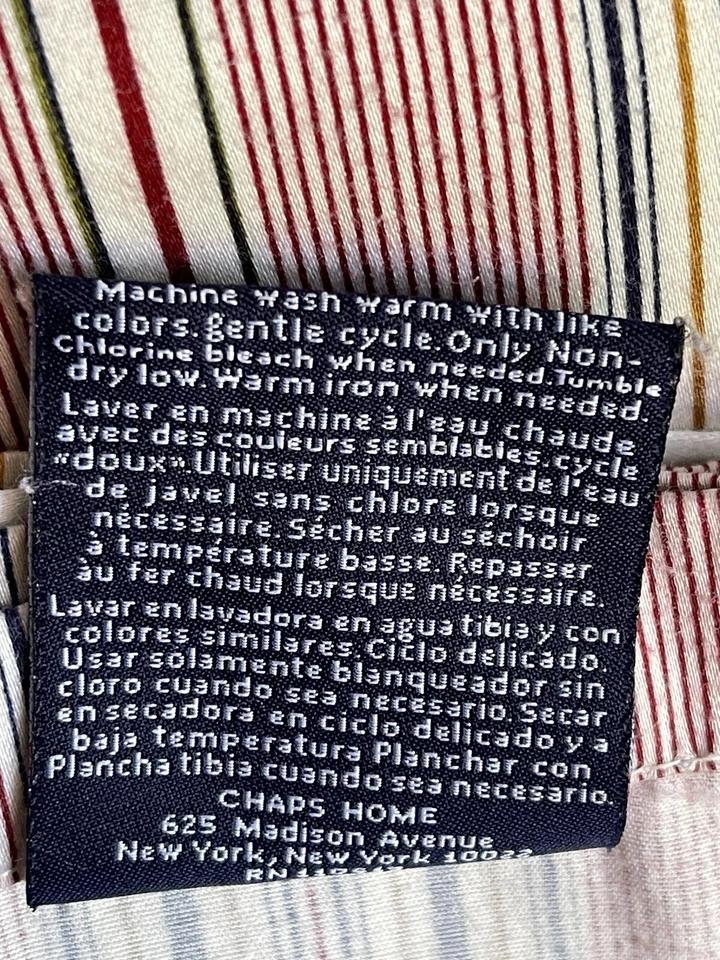 Machine wash warm with like
colors. gentle cycle. Only Non-
Chlorine bleach when needed. Tumble
dry low. Warm iron when needed.
Laver en machine à l'eau chaude
avec des couleurs semblables. cycle
«doux». Utiliser uniquement de l'eau
de javel sans chlore lorsque
nécessaire. Sécher au séchoir
à température basse. Repasser
au fer chaud lorsque nécessaire.
Lavar en lavadora en agua tibia y con
colores similares. Ciclo delicado.
Usar solamente blanqueador sin
cloro cuando sea necesario. Secar
en secadora en ciclo delicado y a
baja temperatura Planchar con
Plancha tibia cuando sea necesario.
CHAPS HOME
625 Madison Avenue
New York, New York 10022
RN